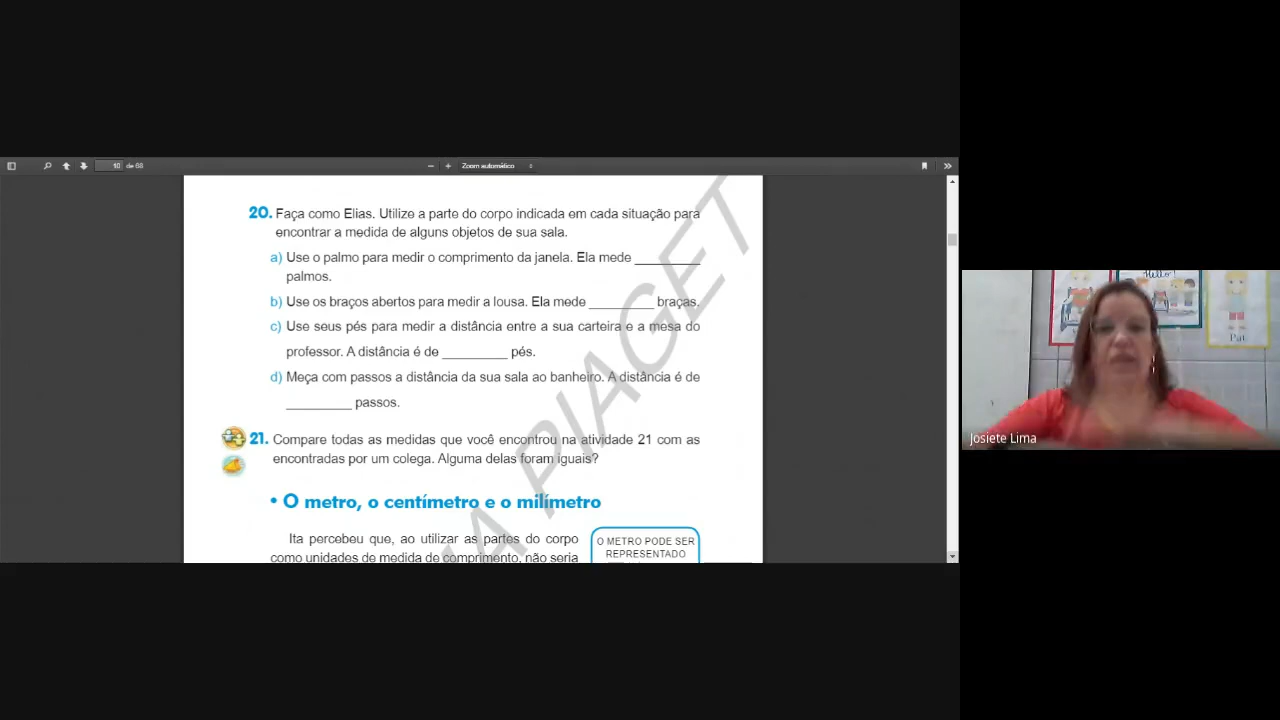 10 de 68
Zoom automático
20. Faça como Elias. Utilize a parte do corpo indicada em cada situação para
encontrar a medida de alguns objetos de sua sala.
a) Use o palmo para medir o comprimento da janela. Ela mede __________
palmos.
b) Use os braços abertos para medir a lousa. Ela mede __________ braças.
c) Use seus pés para medir a distância entre a sua carteira e a mesa do
professor. A distância é de __________ pés.
d) Meça com passos a distância da sua sala ao banheiro. A distância é de
__________ passos.
21. Compare todas as medidas que você encontrou na atividade 21 com as
encontradas por um colega. Alguma delas foram iguais?
• O metro, o centímetro e o milímetro
Ita percebeu que, ao utilizar as partes do corpo
como unidades de medida de comprimento, não seria
O METRO PODE SER
REPRESENTADO
PIAGET
Hello!
Pat
Josiete Lima